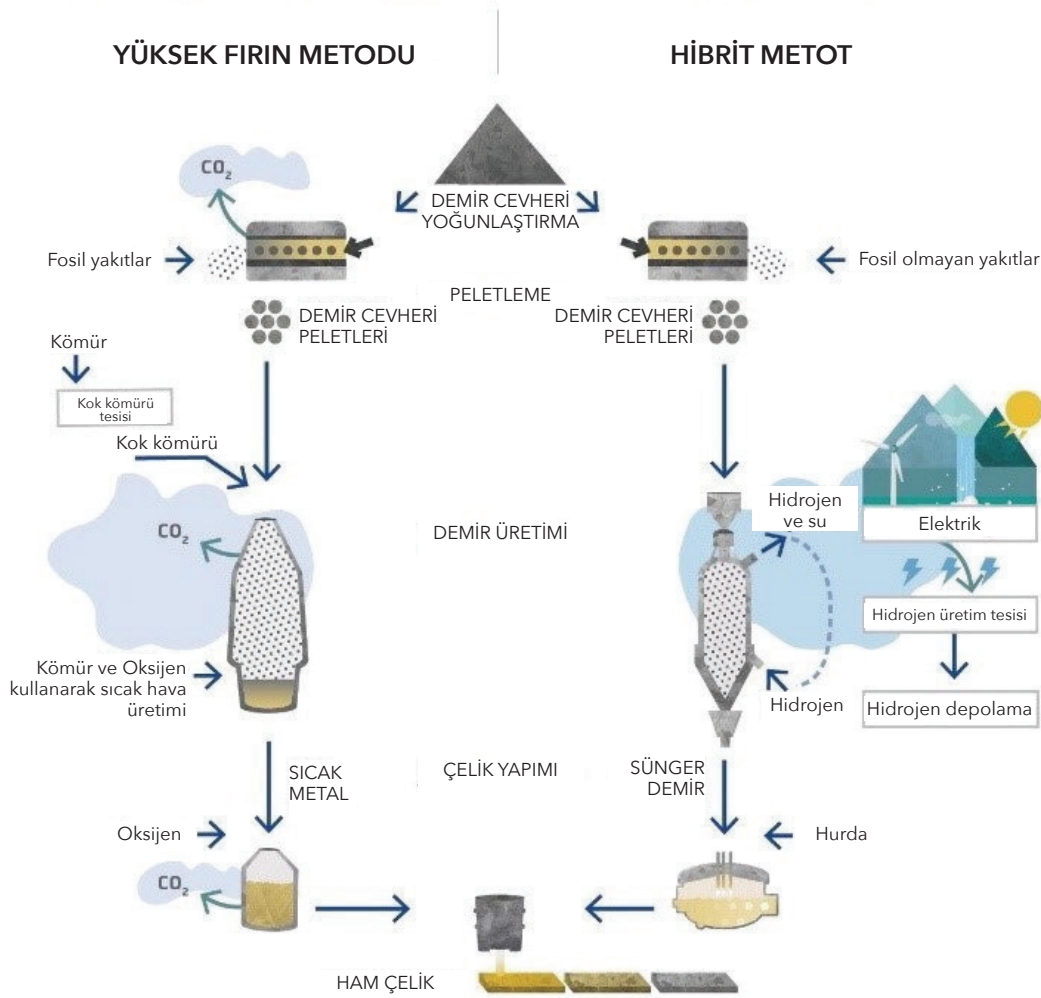 YÜKSEK FIRIN METODU
HİBRİT METOT
CO₂
DEMİR CEVHERİ
YOĞUNLAŞTIRMA
Fosil yakıtlar
Fosil olmayan yakıtlar
PELETLEME
DEMİR CEVHERİ
PELETLERİ
DEMİR CEVHERİ
PELETLERİ
Kömür
Kok kömürü
tesisi
Kok kömürü
CO₂
DEMİR ÜRETİMİ
Hidrojen
ve su
Elektrik
Hidrojen üretim tesisi
Hidrojen depolama
Kömür ve Oksijen
kullanarak sıcak hava
üretimi
Hidrojen
SICAK
METAL
ÇELİK YAPIMI
SÜNGER
DEMİR
Oksijen
Hurda
CO₂
HAM ÇELİK